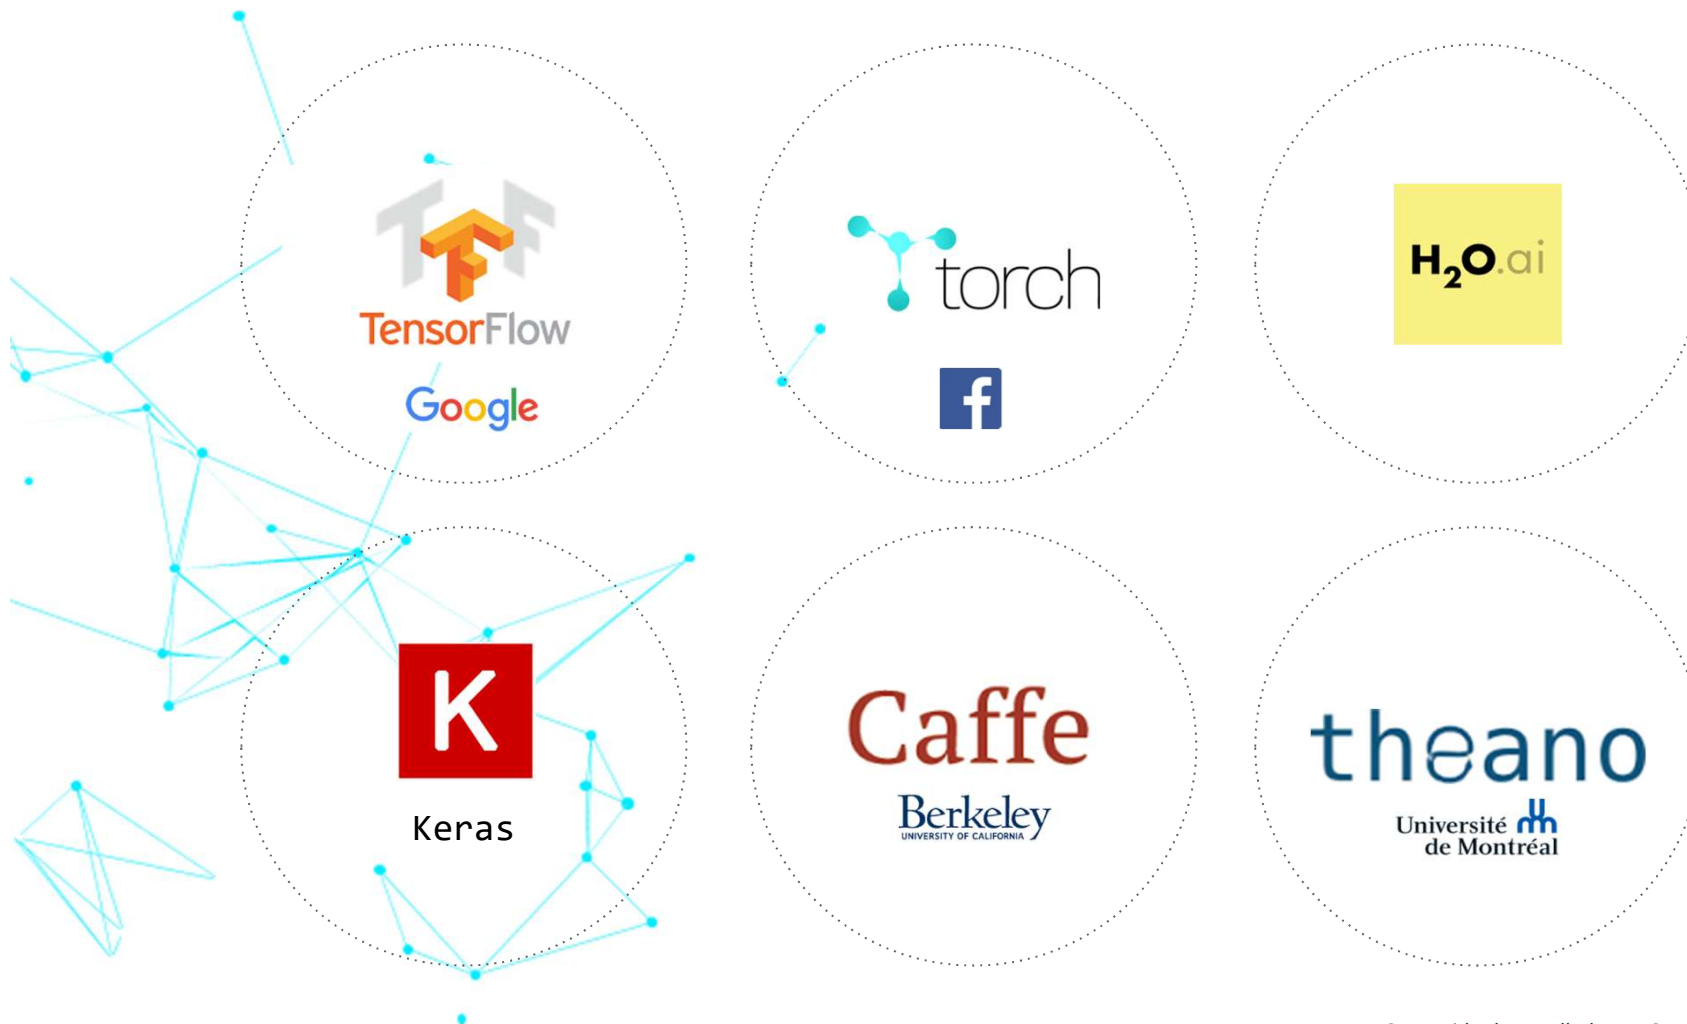 TensorFlow
Google
torch
f
H2O.ai
K
Keras
Caffe
Berkeley
UNIVERSITY OF CALIFORNIA
theano
Université
de Montréal